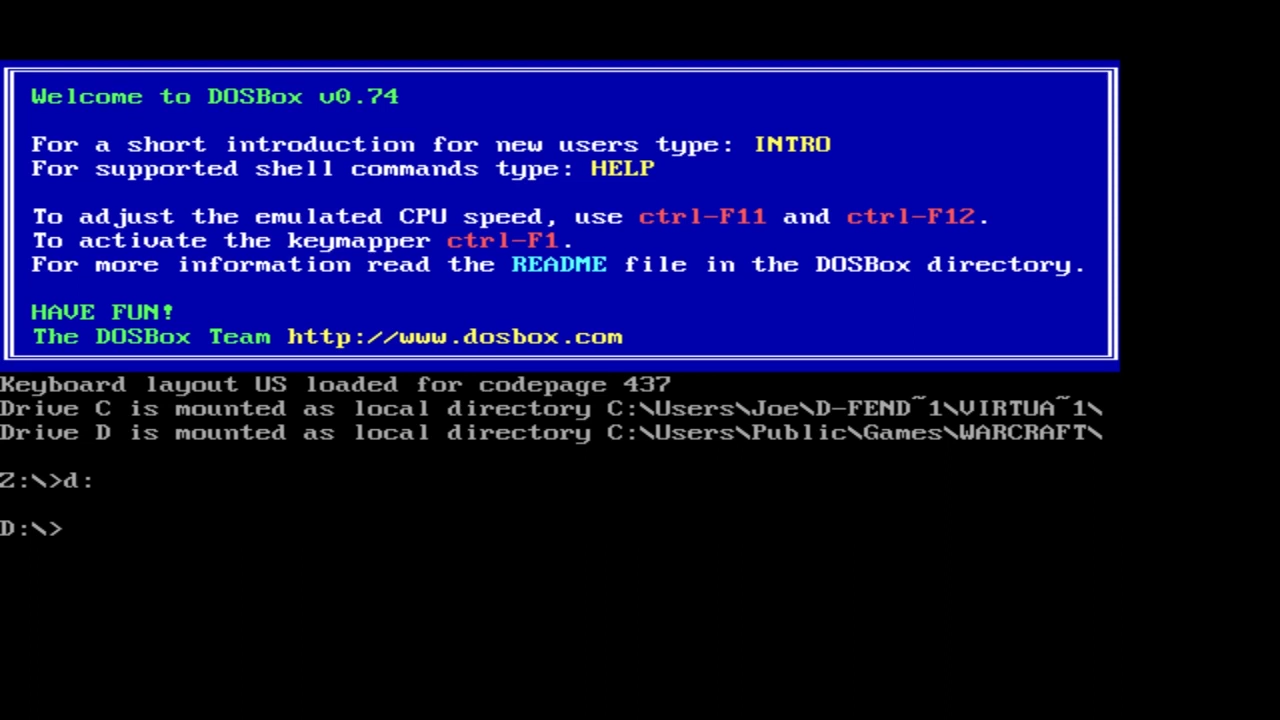 Welcome to DOSBox v0.74
For a short introduction for new users type: INTRO
For supported shell commands type: HELP
To adjust the emulated CPU speed, use ctrl-F11 and ctrl-F12.
To activate the keymapper ctrl-F1.
For more information read the README file in the DOSBox directory.
HAVE FUN!
The DOSBox Team http://www.dosbox.com
Keyboard layout US loaded for codepage 437
Drive C is mounted as local directory C:\Users\Joe\D-FEND~1\VIRTUA~1\
Drive D is mounted as local directory C:\Users\Public\Games\WARCRAFT\
Z:\>d:
D:\>